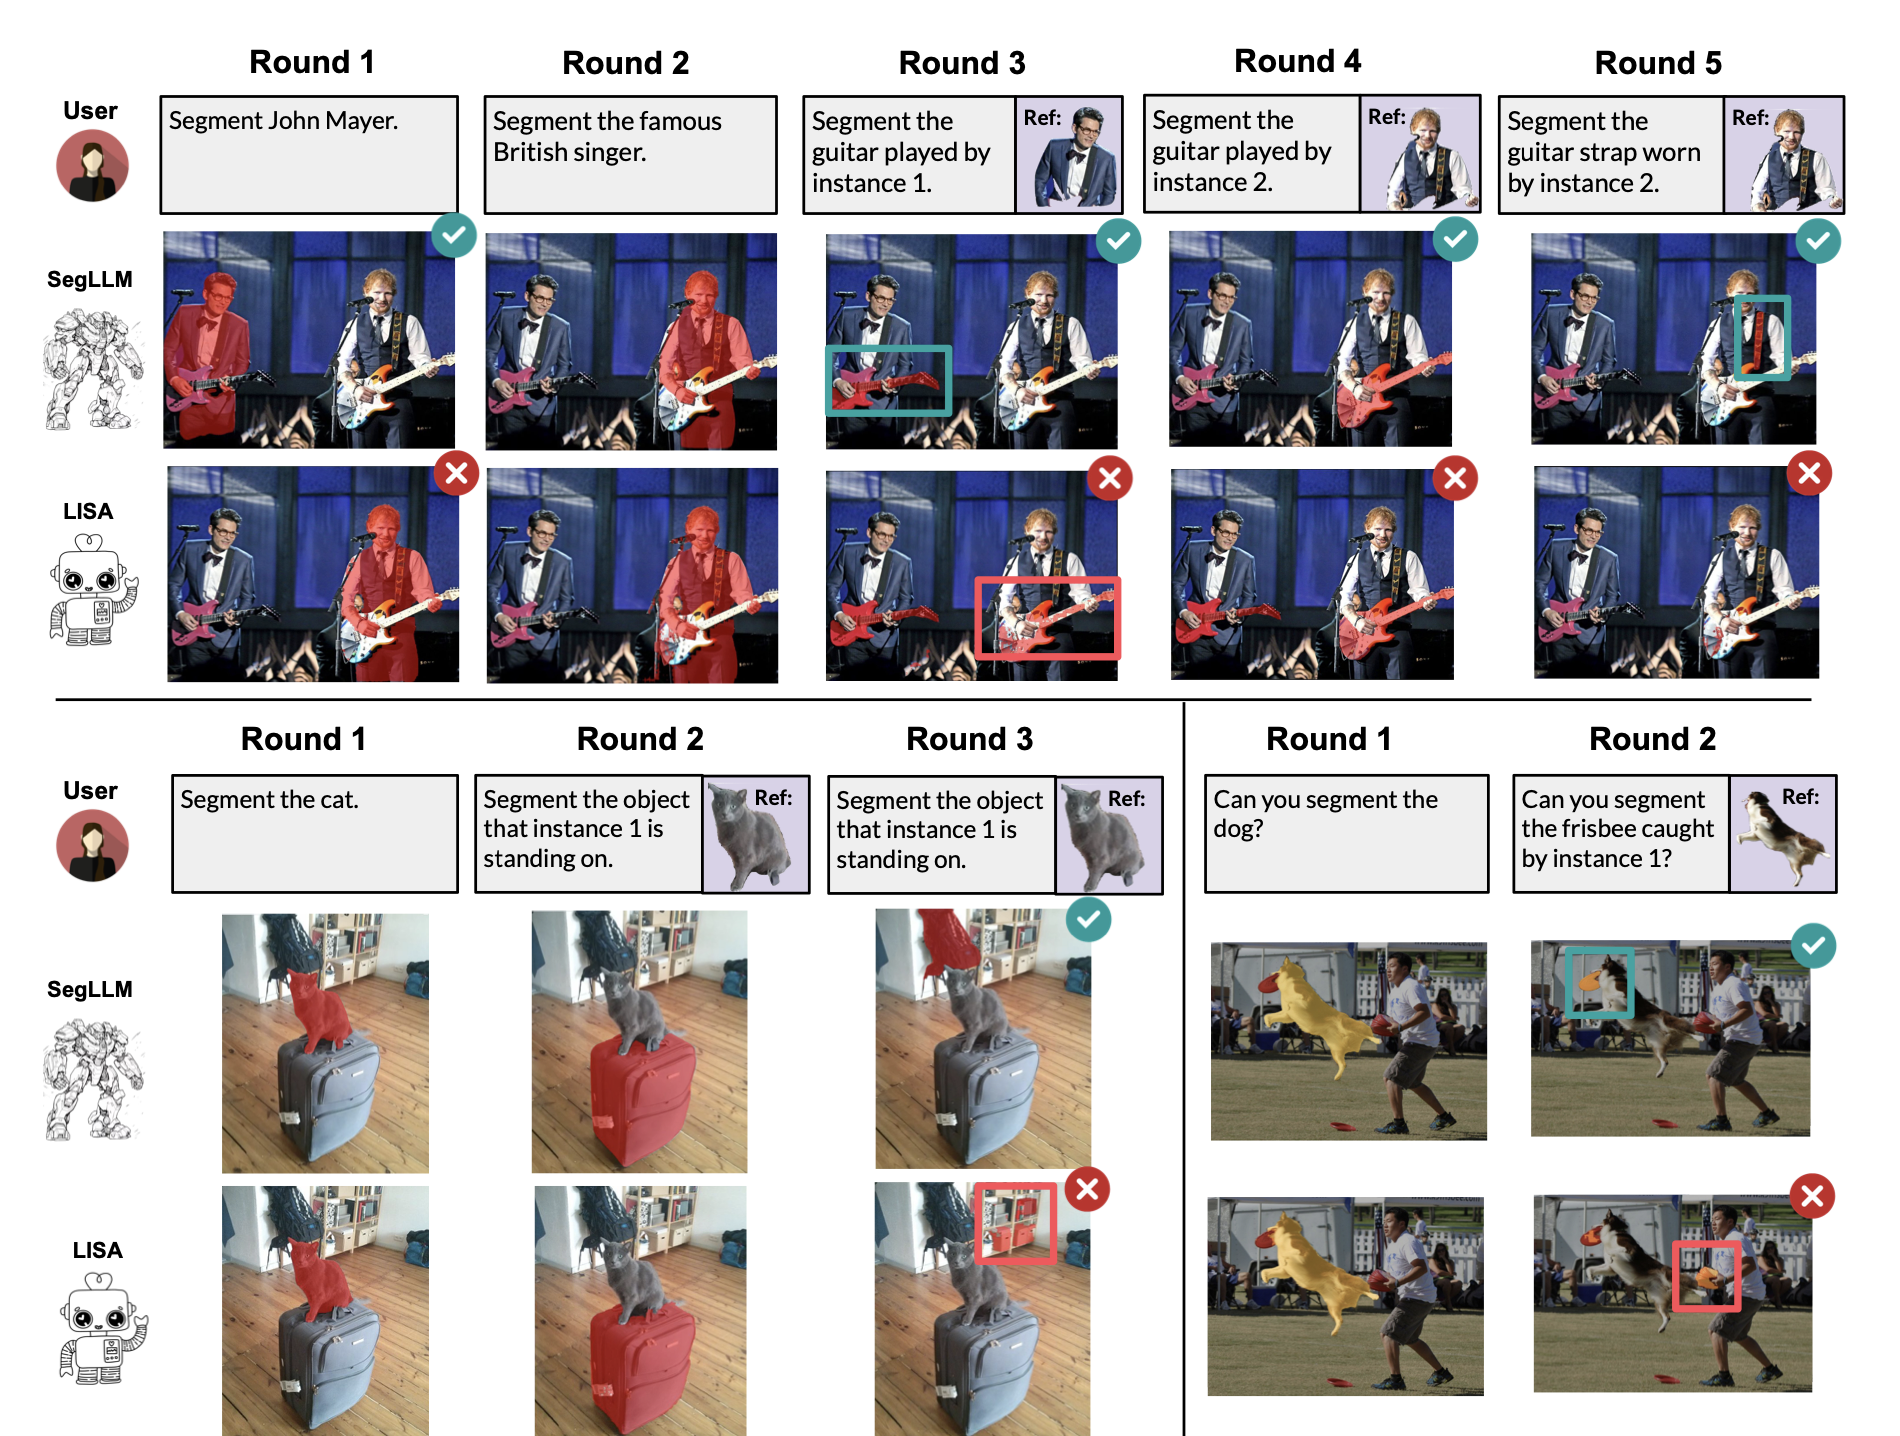 Round 1
Round 2
Round 3
Round 4
Round 5
User
Segment John Mayer.
Segment the famous
British singer.
Segment the
guitar played by
instance 1.
Ref:
Segment the
guitar played by
instance 2.
Ref:
Segment the
guitar strap worn
by instance 2.
Ref:
SegLLM
LISA
Round 1
Round 2
Round 3
User
Segment the cat.
Segment the object
that instance 1 is
standing on.
Ref:
Segment the object
that instance 1 is
standing on.
Ref:
SegLLM
LISA
Round 1
Round 2
Can you segment the
dog?
Can you segment
the frisbee caught
by instance 1?
Ref: